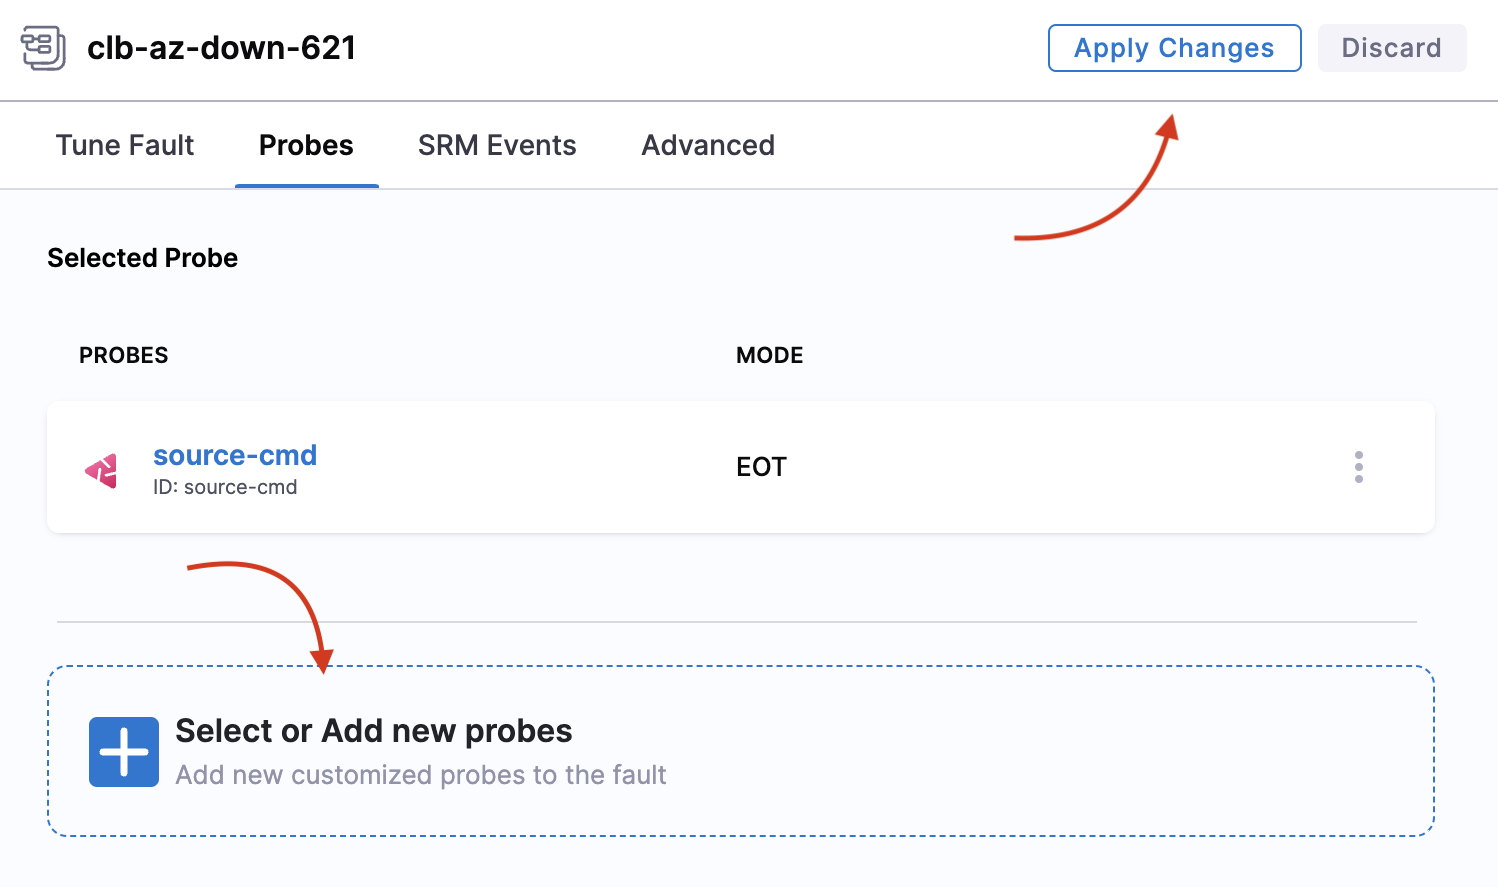 clb-az-down-621
Apply Changes
Discard
Tune Fault
Probes
SRM Events
Advanced
Selected Probe
PROBES
MODE
source-cmd
ID: source-cmd
EOT
Select or Add new probes
Add new customized probes to the fault